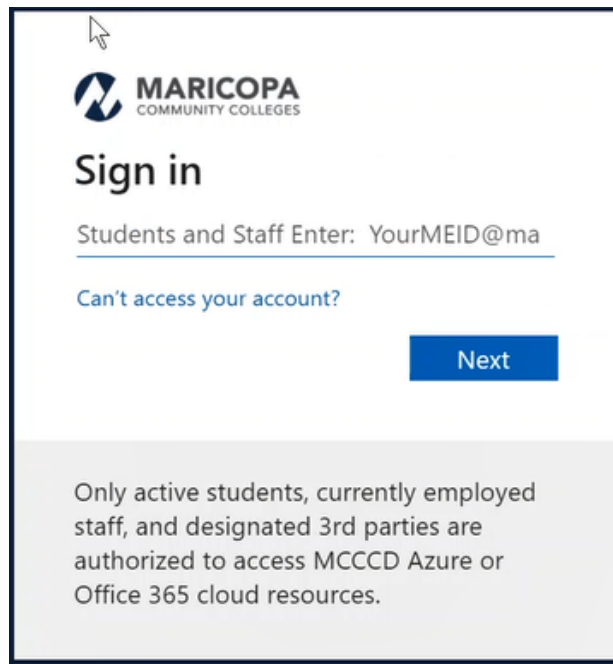 MARICOPA
COMMUNITY COLLEGES
Sign in
Students and Staff Enter: YourMEID@ma
Can't access your account?
Next
Only active students, currently employed
staff, and designated 3rd parties are
authorized to access MCCCD Azure or
Office 365 cloud resources.